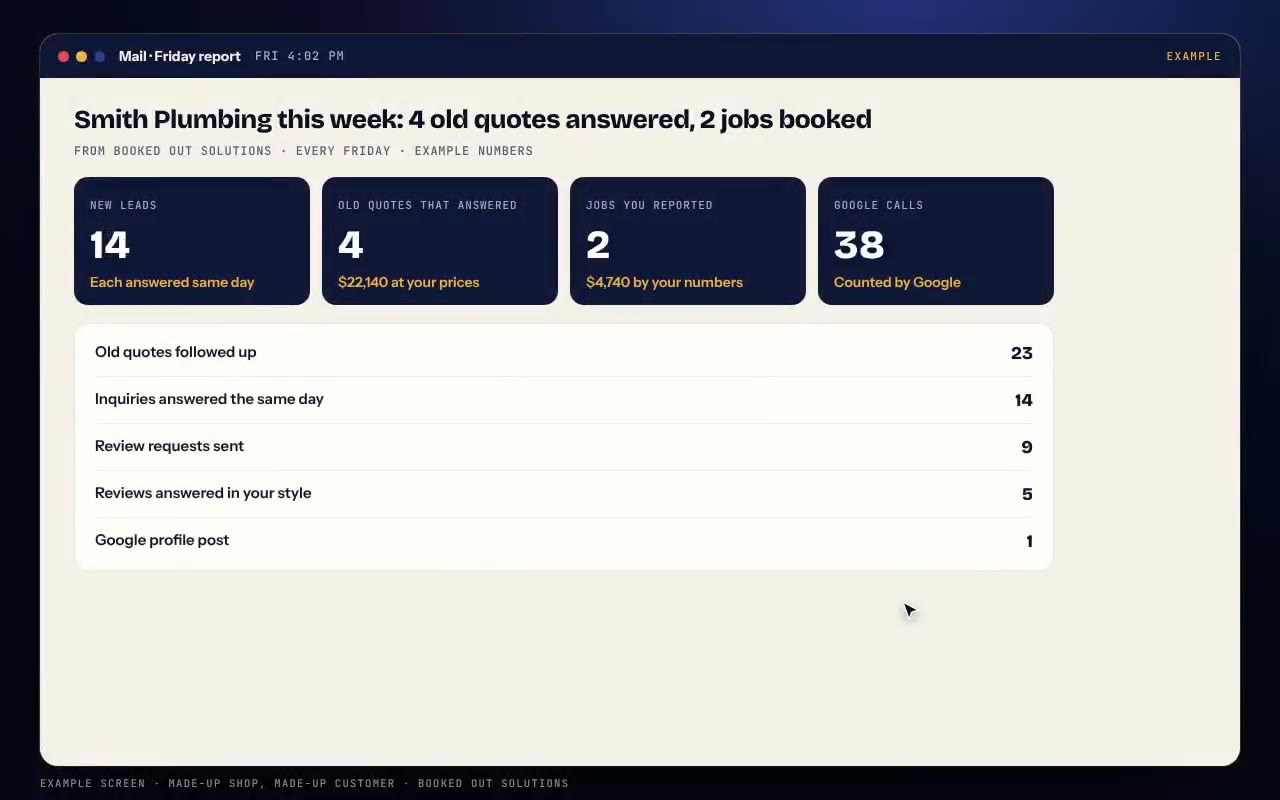 Mail · Friday report FRI 4:02 PM EXAMPLE
Smith Plumbing this week: 4 old quotes answered, 2 jobs booked
FROM BOOKED OUT SOLUTIONS · EVERY FRIDAY · EXAMPLE NUMBERS
NEW LEADS
14
Each answered same day
OLD QUOTES THAT ANSWERED
4
$22,140 at your prices
JOBS YOU REPORTED
2
$4,740 by your numbers
GOOGLE CALLS
38
Counted by Google
Old quotes followed up 23
Inquiries answered the same day 14
Review requests sent 9
Reviews answered in your style 5
Google profile post 1
EXAMPLE SCREEN · MADE-UP SHOP, MADE-UP CUSTOMER · BOOKED OUT SOLUTIONS